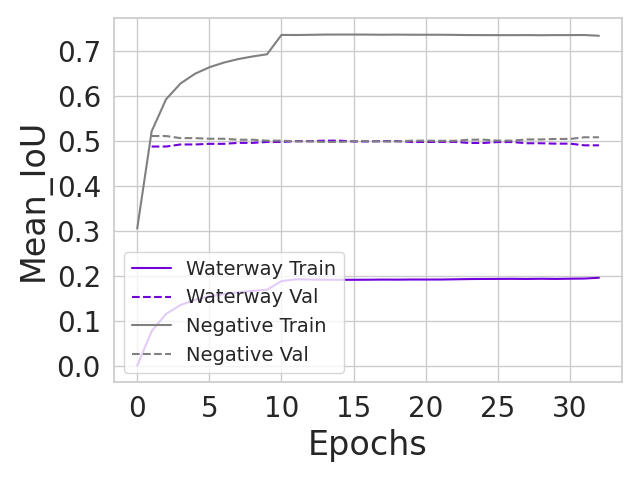 0.7
0.6
0.5
0.4
0.3
0.2
0.1
0.0
Mean_IoU
Waterway Train
Waterway Val
Negative Train
Negative Val
0 5 10 15 20 25 30
Epochs